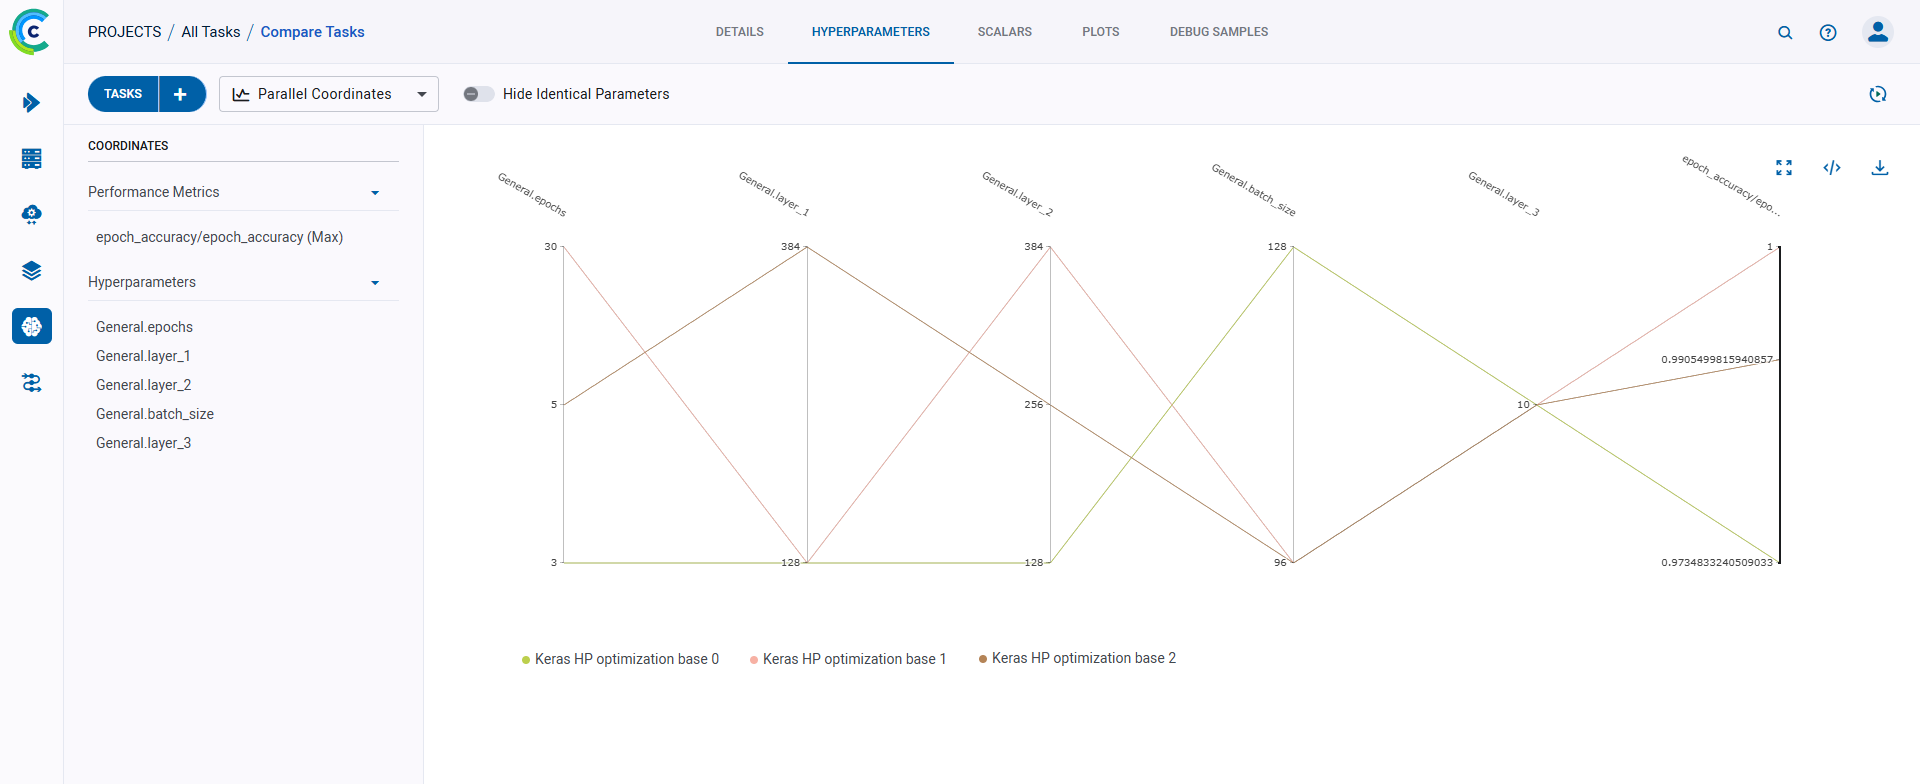 PROJECTS / All Tasks / Compare Tasks
DETAILS HYPERPARAMETERS SCALARS PLOTS DEBUG SAMPLES
TASKS + Parallel Coordinates Hide Identical Parameters
COORDINATES
Performance Metrics
epoch_accuracy/epoch_accuracy (Max)
Hyperparameters
General.epochs
General.layer_1
General.layer_2
General.batch_size
General.layer_3
General.epochs
30
5
3
General.layer_1
384
128
General.layer_2
384
256
128
General.batch_size
128
96
General.layer_3
10
epoch_accuracy/epo...
1
0.9905499815940857
0.9734833240509033
Keras HP optimization base 0 Keras HP optimization base 1 Keras HP optimization base 2